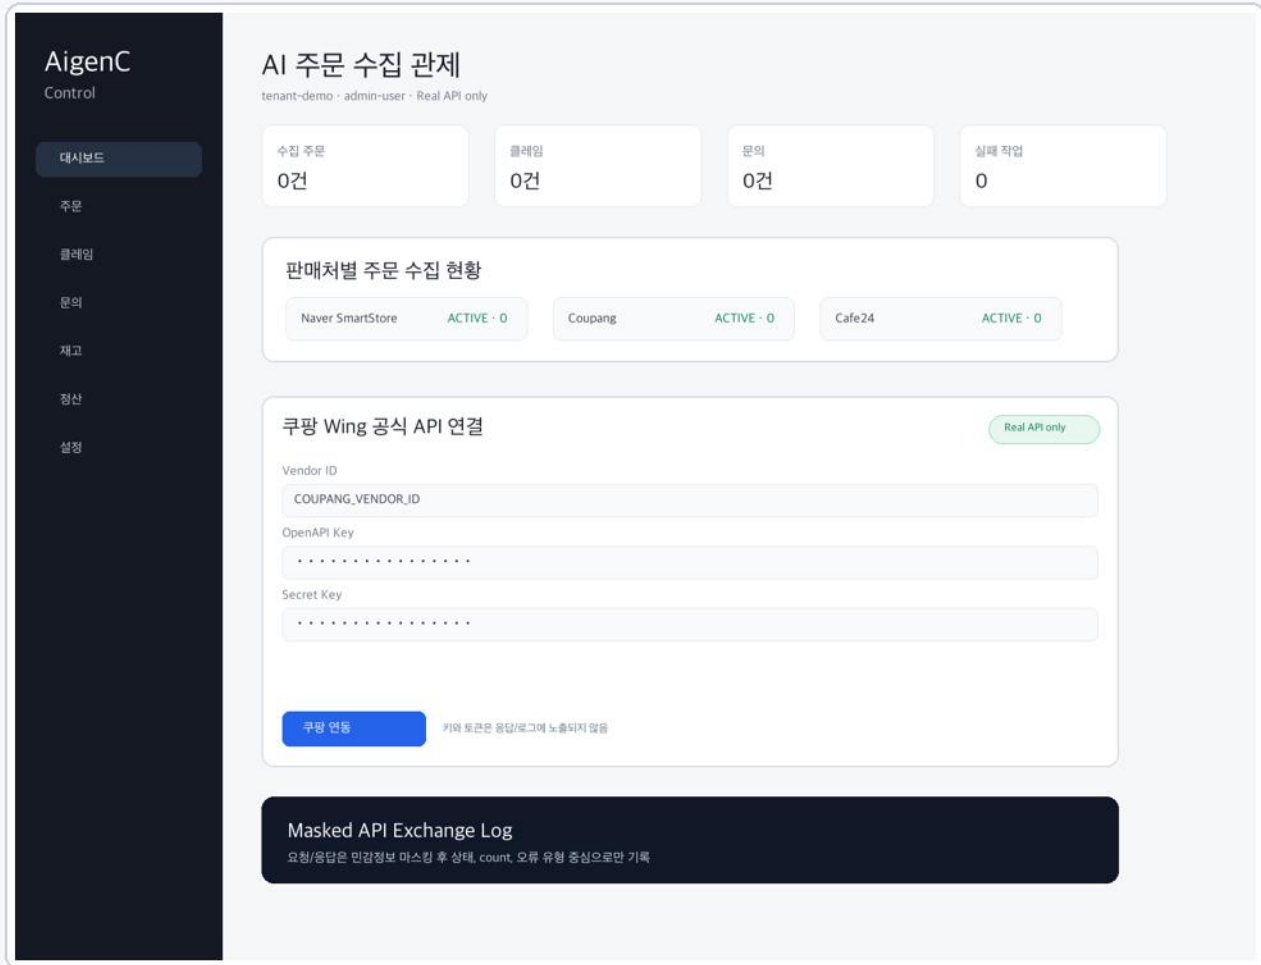 AigenC
Control
대시보드
주문
클레임
문의
재고
정산
설정
AI 주문 수집 관제
tenant-demo · admin-user · Real API only
수집 주문
0건
클레임
0건
문의
0건
실패 작업
0
판매처별 주문 수집 현황
Naver SmartStore ACTIVE · 0
Coupang ACTIVE · 0
Cafe24 ACTIVE · 0
쿠팡 Wing 공식 API 연결
Real API only
Vendor ID
COUPANG_VENDOR_ID
OpenAPI Key
• • • • • • • • • • • • • • • •
Secret Key
• • • • • • • • • • • • • • • •
쿠팡 연동
키와 토큰은 응답/로그에 노출되지 않음
Masked API Exchange Log
요청/응답은 민감정보 마스킹 후 상태, count, 오류 유형 중심으로만 기록